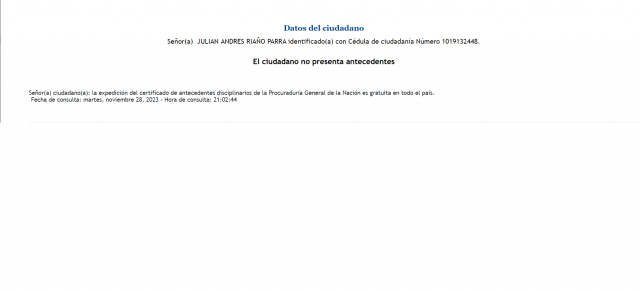 Datos del ciudadano
Señor(a) JULIAN ANDRES RIAÑO PARRA identificado(a) con Cédula de ciudadanía Número 1019132448.
El ciudadano no presenta antecedentes
Señor(a) ciudadano(a): la expedición del certificado de antecedentes disciplinarios de la Procuraduría General de la Nación es gratuita en todo el país.
Fecha de consulta: martes, noviembre 28, 2023 - Hora de consulta: 21:02:44